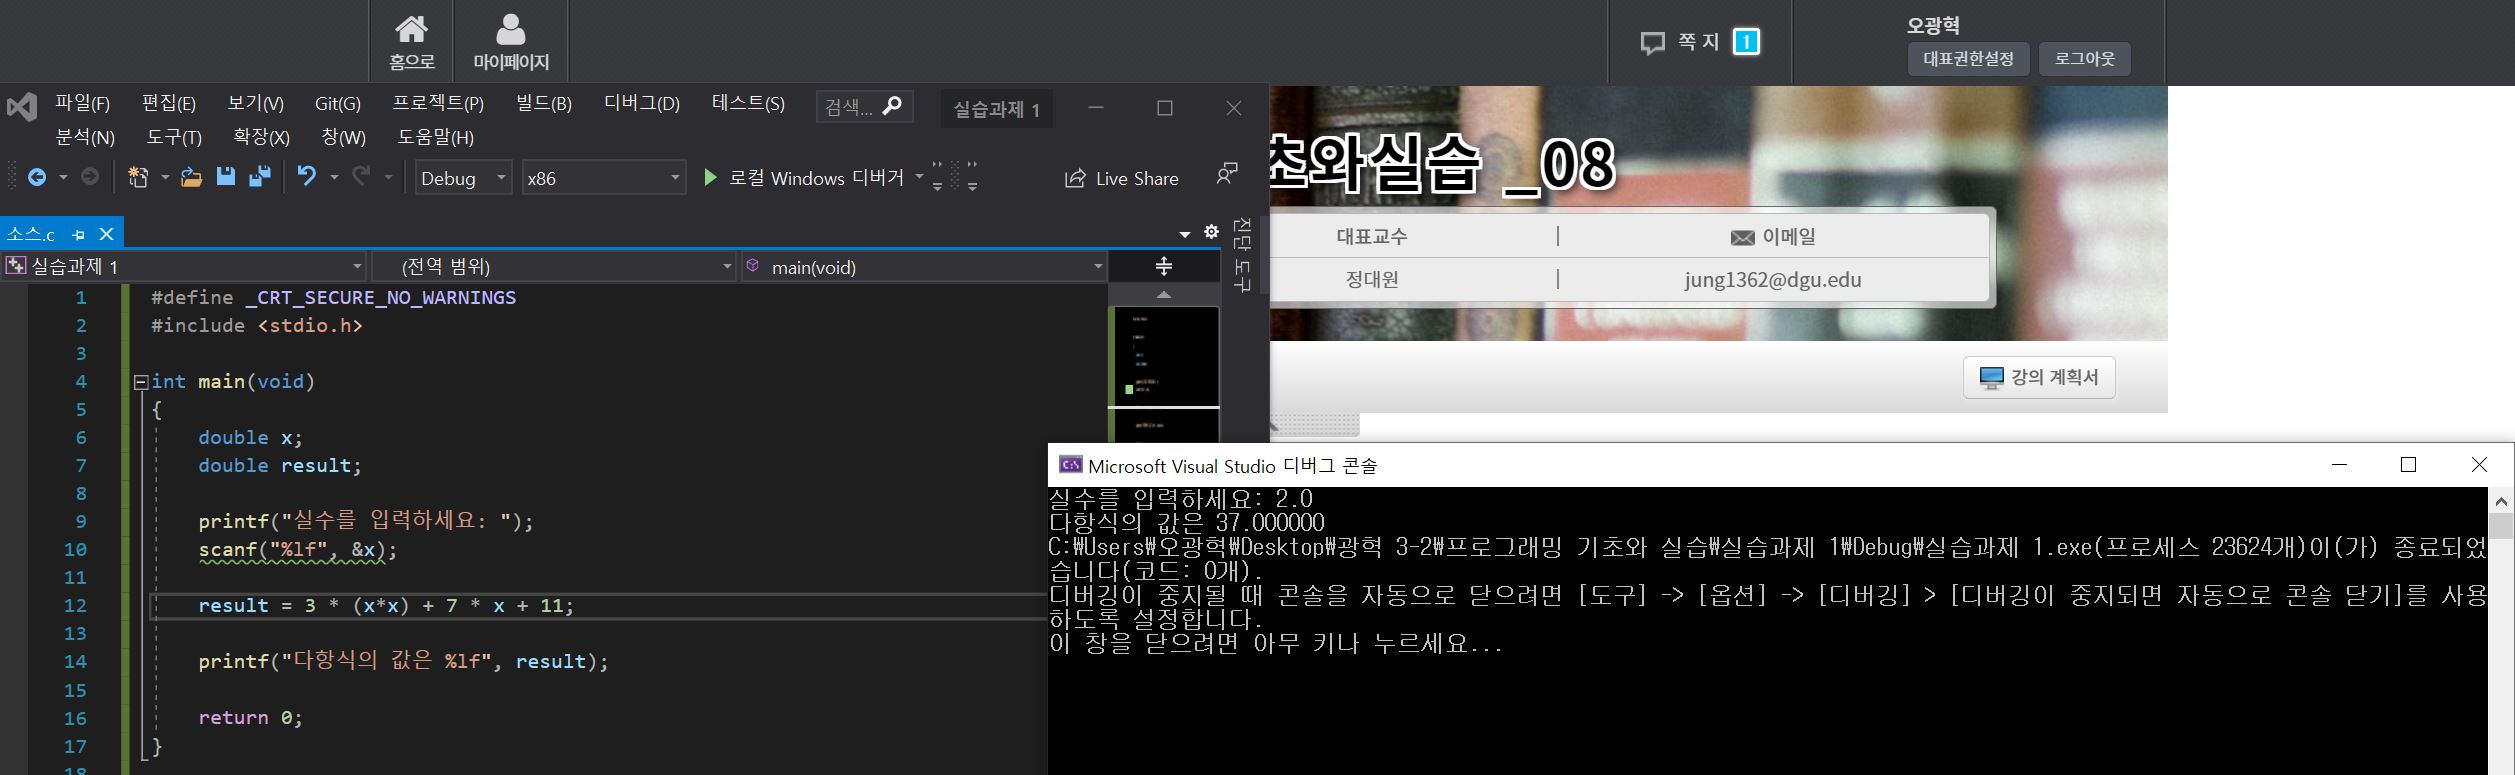 홈으로
마이페이지
쪽 지 1
오광혁
대표권한설정 로그아웃
파일(F) 편집(E) 보기(V) Git(G) 프로젝트(P) 빌드(B) 디버그(D) 테스트(S) 검색... 실습과제 1
분석(N) 도구(T) 확장(X) 창(W) 도움말(H)
Debug x86 로컬 Windows 디버거 Live Share
초와실습 _08
대표교수 | 이메일
정대원 | jung1362@dgu.edu
강의 계획서
소스.c
진단 도구
실습과제 1 (전역 범위) main(void)
1 #define _CRT_SECURE_NO_WARNINGS
2 #include <stdio.h>
3
4 int main(void)
5 {
6 double x;
7 double result;
8
9 printf("실수를 입력하세요: ");
10 scanf("%lf", &x);
11
12 result = 3 * (x*x) + 7 * x + 11;
13
14 printf("다항식의 값은 %lf", result);
15
16 return 0;
17 }
18
Microsoft Visual Studio 디버그 콘솔
실수를 입력하세요: 2.0
다항식의 값은 37.000000
C:₩Users₩오광혁₩Desktop₩광혁 3-2₩프로그래밍 기초와 실습₩실습과제 1₩Debug₩실습과제 1.exe(프로세스 23624개)이(가) 종료되었
습니다(코드: 0개).
디버깅이 중지될 때 콘솔을 자동으로 닫으려면 [도구] -> [옵션] -> [디버깅] > [디버깅이 중지되면 자동으로 콘솔 닫기]를 사용
하도록 설정합니다.
이 창을 닫으려면 아무 키나 누르세요...